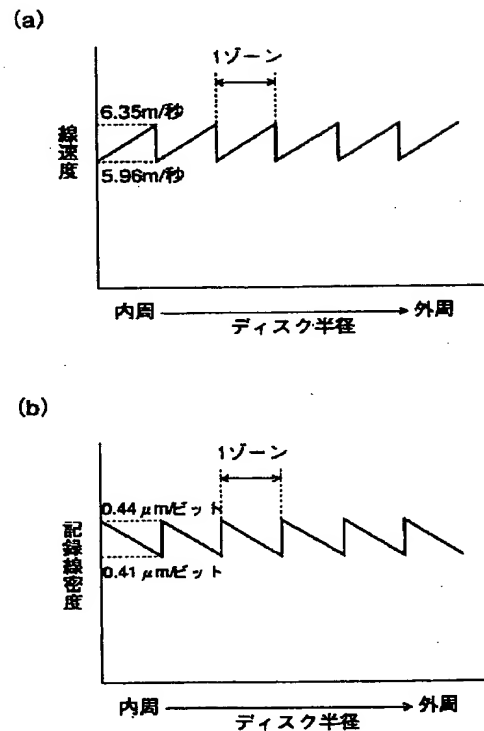 (a)
1ゾーン
6.35m/秒
線速度
5.96m/秒
内周
外周
ディスク半径
(b)
1ゾーン
0.44 μm/ビット
記録線密度
0.41 μm/ビット
内周
外周
ディスク半径